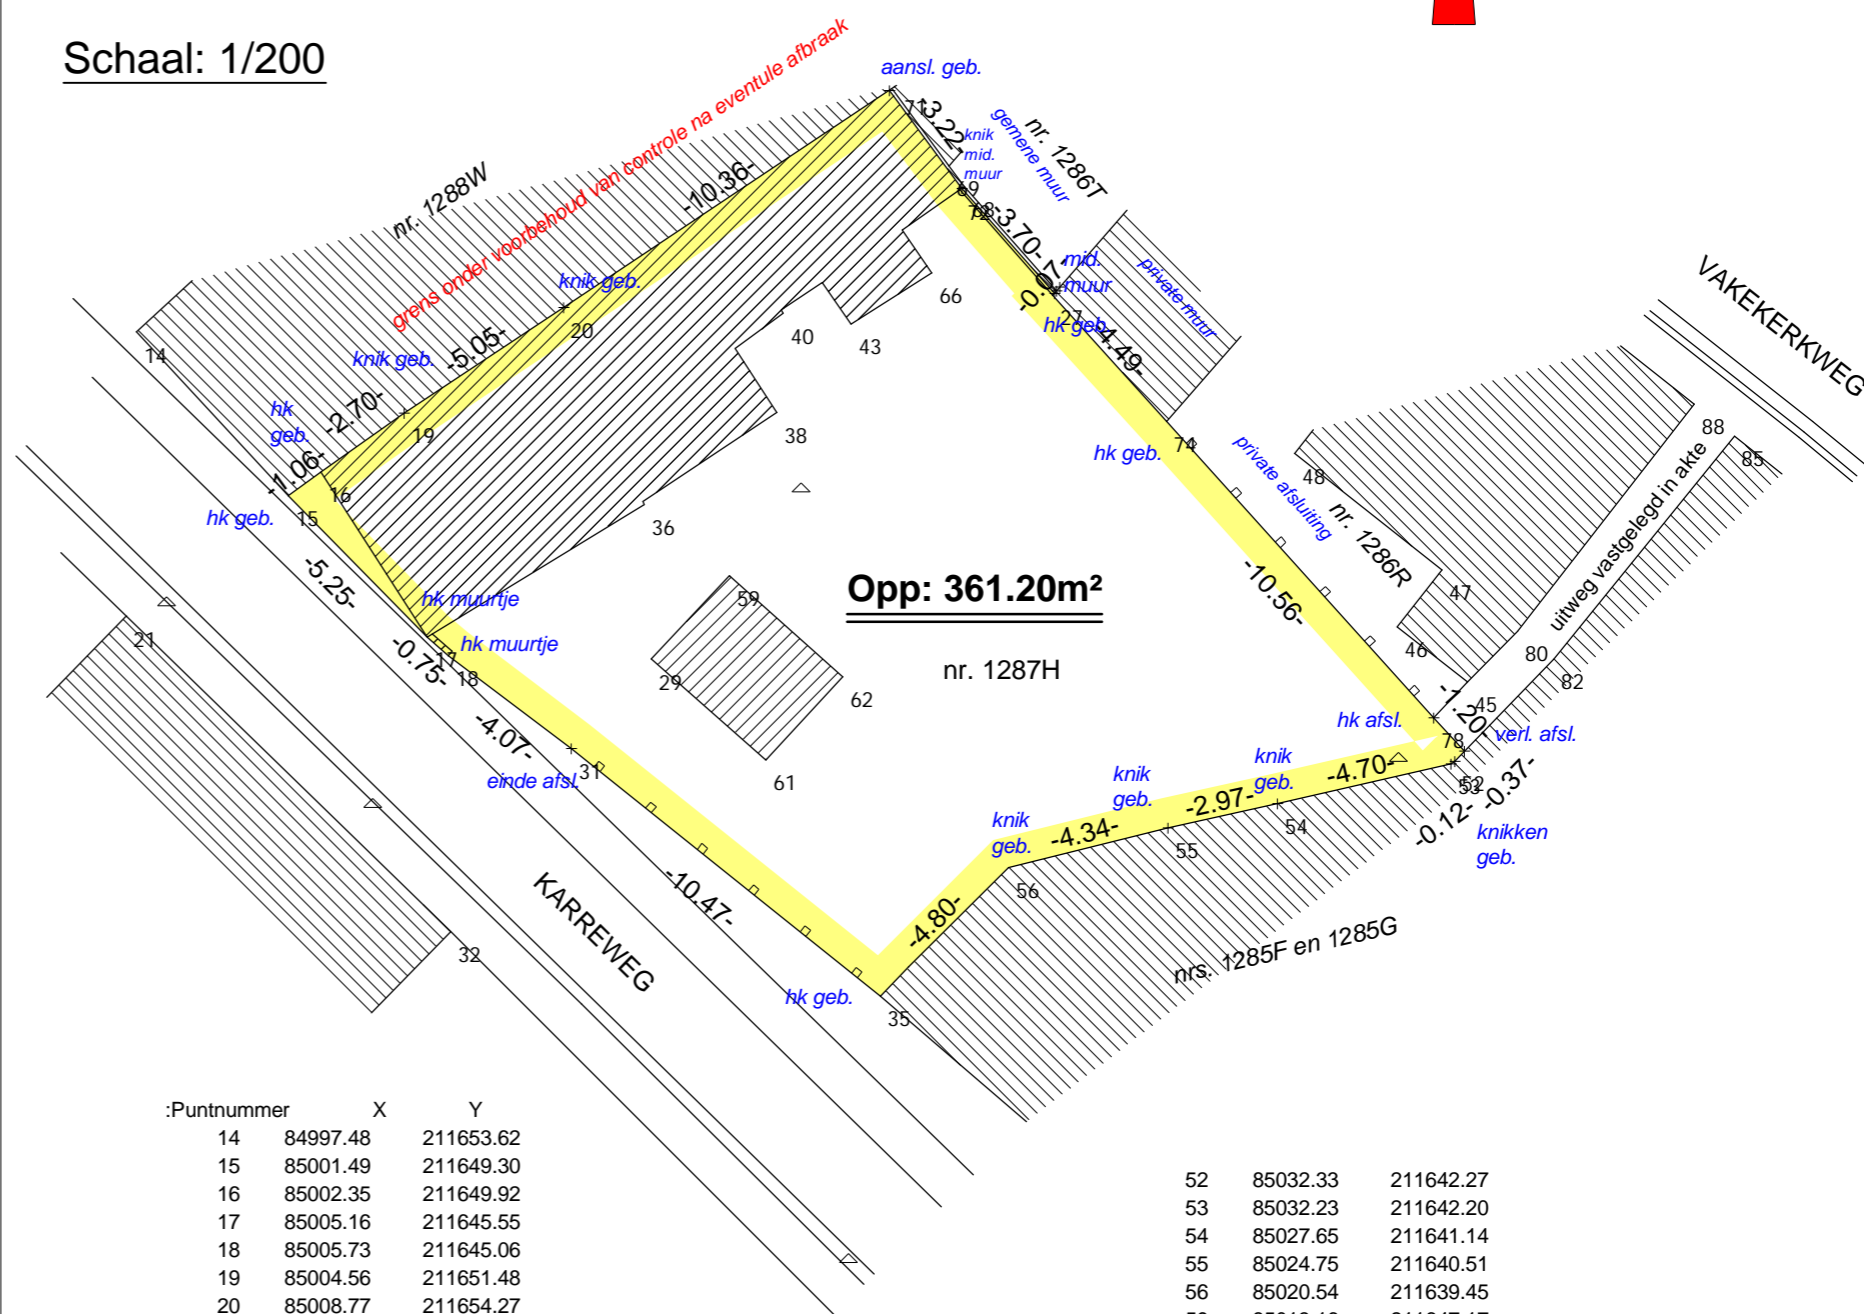 Schaal: 1/200
aansl. geb.
grens onder voorbehoud van controle na eventule afbraak
nr. 1288W
-10.36-
71
-3.22-
knik
mid.
muur
gemene muur
nr. 1286T
69
68
72
-3.70-
mid.
muur
private muur
hk geb.
27
-4.49-
knik geb.
20
-5.05-
knik geb.
14
hk
geb.
-2.70-
19
-1.06-
16
15
hk geb.
66
40
43
38
36
hk geb.
74
private afsluiting
48
nr. 1286R
47
46
45
VAKEKERKWEG
88
85
uitweg vastgelegd in akte
80
82
-5.25-
hk muurtje
hk muurtje
17
18
-0.75-
21
-4.07-
einde afsl.
31
59
29
62
61
Opp: 361.20m²
nr. 1287H
-10.56-
hk afsl.
-1.20-
78
verl. afsl.
52
53
-0.37-
-0.12-
knikken
geb.
-4.70-
knik
geb.
54
-2.97-
knik
geb.
55
-4.34-
knik
geb.
56
-4.80-
nrs. 1285F en 1285G
-10.47-
KARREWEG
32
hk geb.
35
:Puntnummer X Y
14 84997.48 211653.62
15 85001.49 211649.30
16 85002.35 211649.92
17 85005.16 211645.55
18 85005.73 211645.06
19 85004.56 211651.48
20 85008.77 211654.27
52 85032.33 211642.27
53 85032.23 211642.20
54 85027.65 211641.14
55 85024.75 211640.51
56 85020.54 211639.45